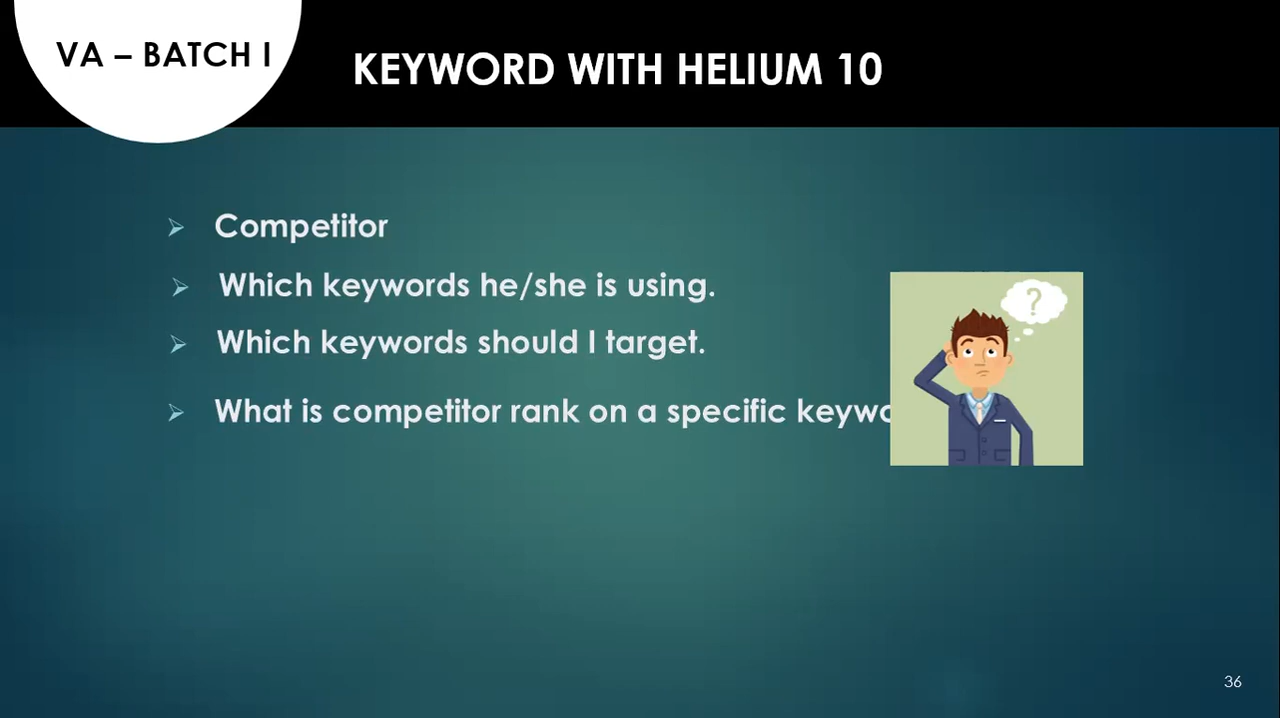 VA – BATCH I
KEYWORD WITH HELIUM 10
Competitor
Which keywords he/she is using.
Which keywords should I target.
What is competitor rank on a specific
?
36